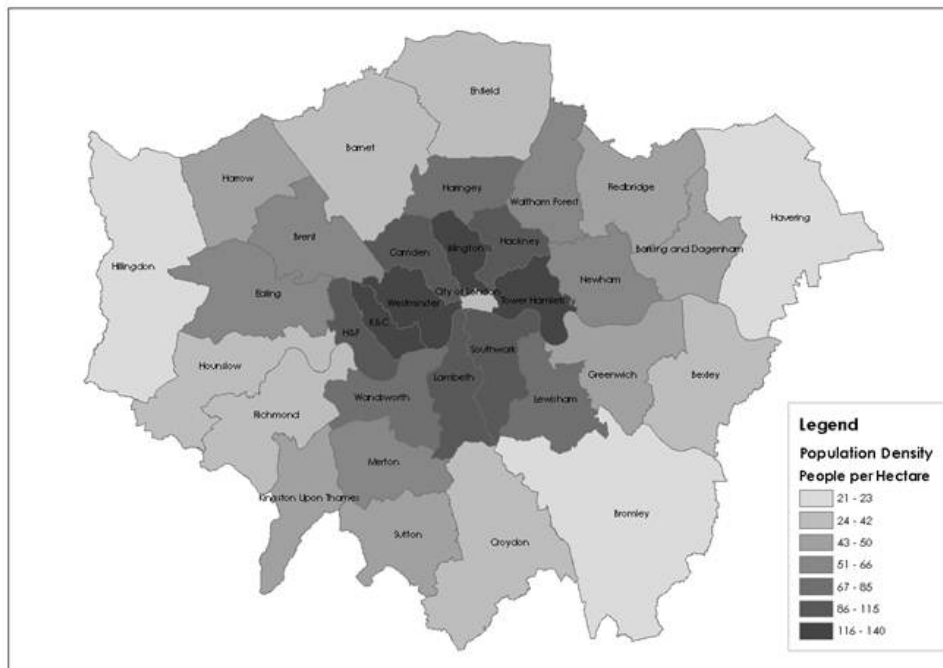 Enfield
Barnet
Harrow
Haringey
Waltham Forest
Redbridge
Havering
Brent
Camden
Islington
Hackney
Barking and Dagenham
Hillingdon
Ealing
Newham
City of London
Westminster
Tower Hamlets
K&C
H&F
Southwark
Hounslow
Greenwich
Bexley
Lambeth
Wandsworth
Lewisham
Richmond
Merton
Kingston Upon Thames
Bromley
Sutton
Croydon
Legend
Population Density
People per Hectare
21 - 23
24 - 42
43 - 50
51 - 66
67 - 85
86 - 115
116 - 140